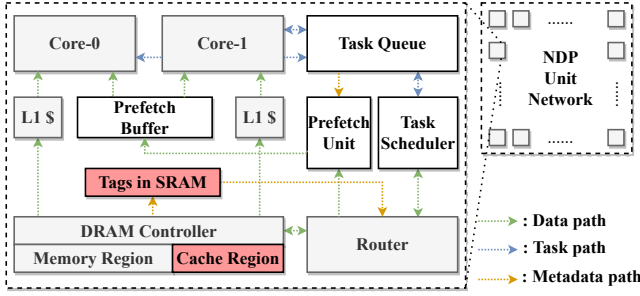 Core-0
Core-1
Task Queue
L1 $
Prefetch
Buffer
L1 $
Prefetch
Unit
Task
Scheduler
Tags in SRAM
DRAM Controller
Memory Region
Cache Region
Router
......
NDP
Unit
Network
......
......
......
: Data path
: Task path
: Metadata path